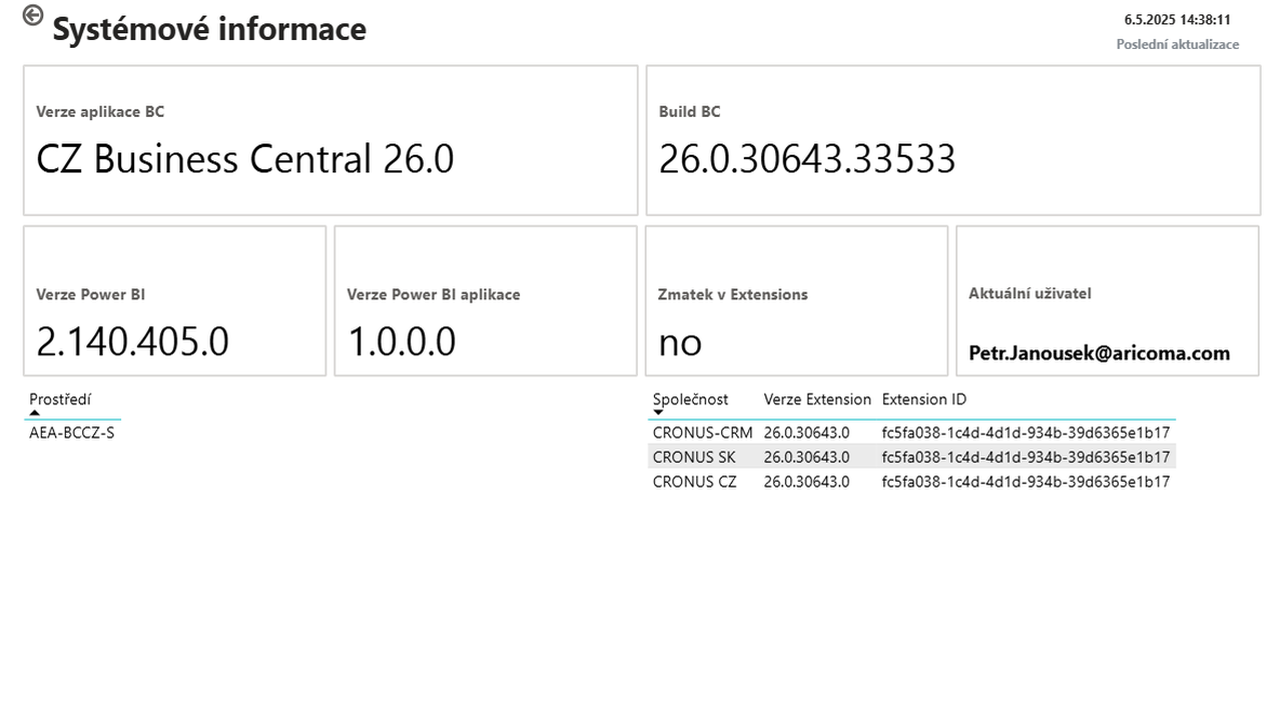 Systémové informace
6.5.2025 14:38:11
Poslední aktualizace
Verze aplikace BC
CZ Business Central 26.0
Build BC
26.0.30643.33533
Verze Power BI
2.140.405.0
Verze Power BI aplikace
1.0.0.0
Zmatek v Extensions
no
Aktuální uživatel
Petr.Janousek@aricoma.com
Prostředí
AEA-BCCZ-S
Společnost Verze Extension Extension ID
CRONUS-CRM 26.0.30643.0 fc5fa038-1c4d-4d1d-934b-39d6365e1b17
CRONUS SK 26.0.30643.0 fc5fa038-1c4d-4d1d-934b-39d6365e1b17
CRONUS CZ 26.0.30643.0 fc5fa038-1c4d-4d1d-934b-39d6365e1b17